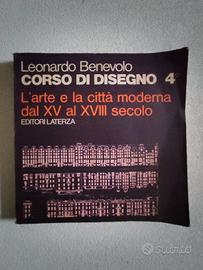 Leonardo Benevolo
CORSO DI DISEGNO 4
L'arte e la città moderna
dal XV al XVIII secolo
EDITORI LATERZA
subito